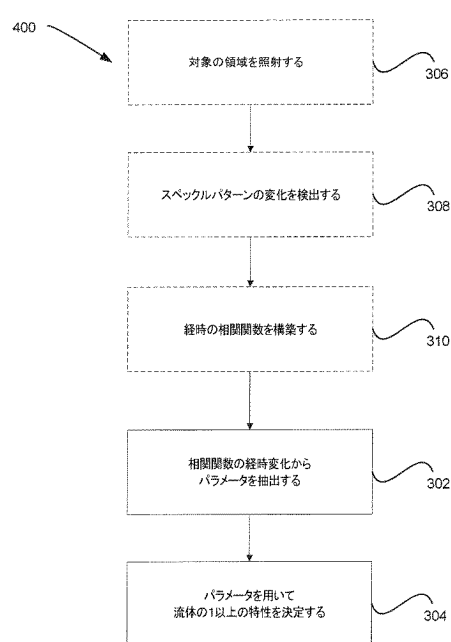 400
対象の領域を照射する
306
スペックルパターンの変化を検出する
308
経時の相関関数を構築する
310
相関関数の経時変化から
パラメータを抽出する
302
パラメータを用いて
流体の1以上の特性を決定する
304